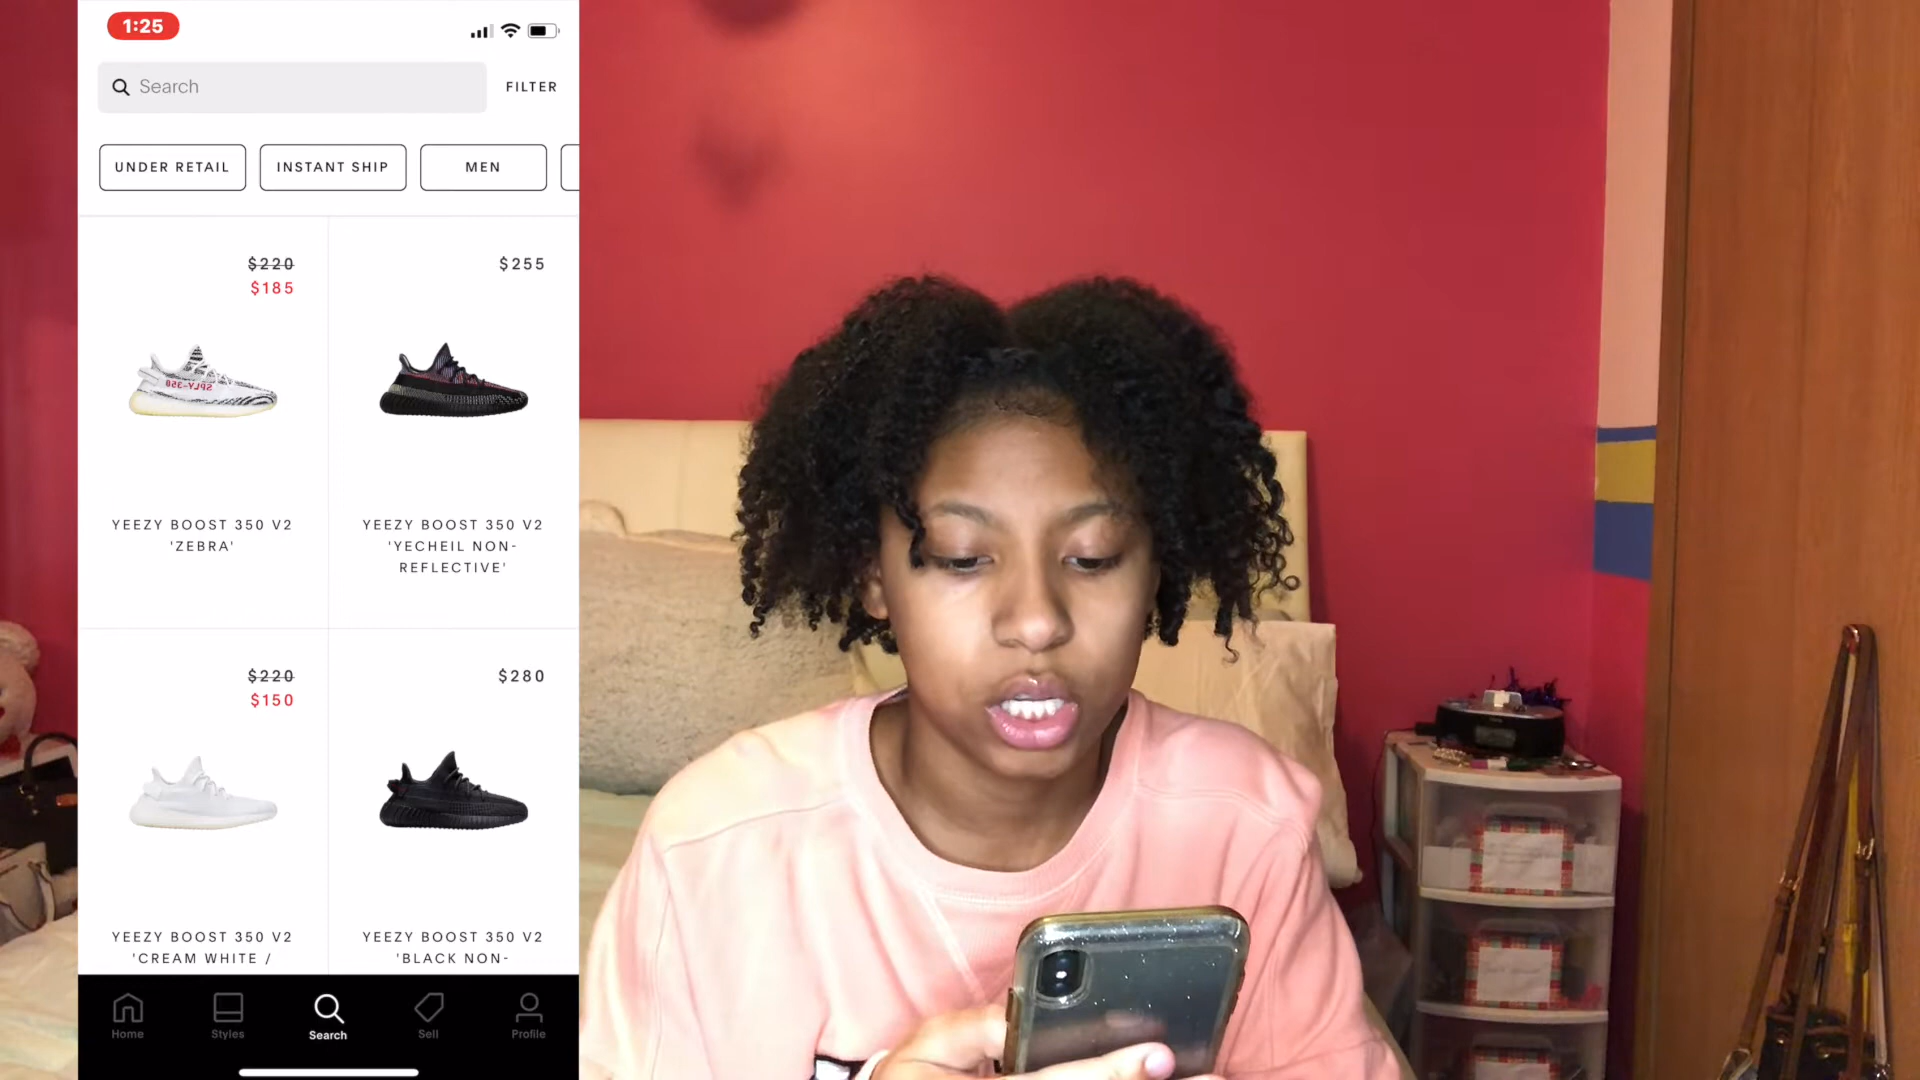 1:25
Search
FILTER
UNDER RETAIL
INSTANT SHIP
MEN
$220
$185
$255
SPLY-350
YEEZY BOOST 350 V2
'ZEBRA'
YEEZY BOOST 350 V2
'YECHEIL NON-
REFLECTIVE'
$220
$150
$280
YEEZY BOOST 350 V2
'CREAM WHITE /
YEEZY BOOST 350 V2
'BLACK NON-
Home
Styles
Search
Sell
Profile